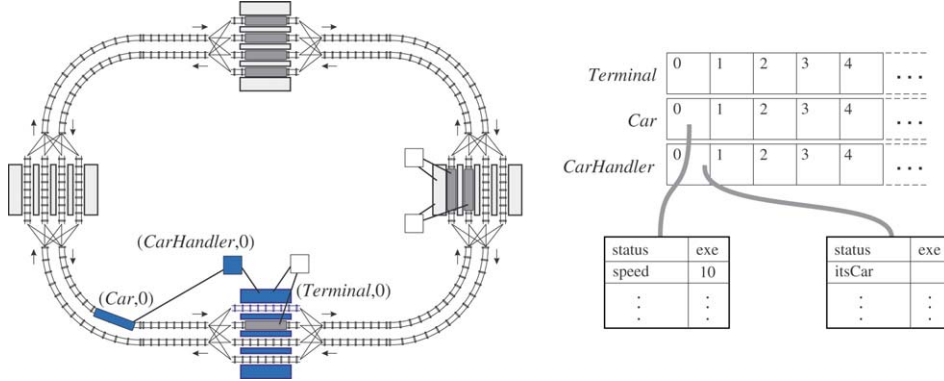 (CarHandler,0)
(Car,0)
(Terminal,0)
Terminal 0 1 2 3 4 ...
Car 0 1 2 3 4 ...
CarHandler 0 1 2 3 4 ...
status exe
speed 10
status exe
itsCar